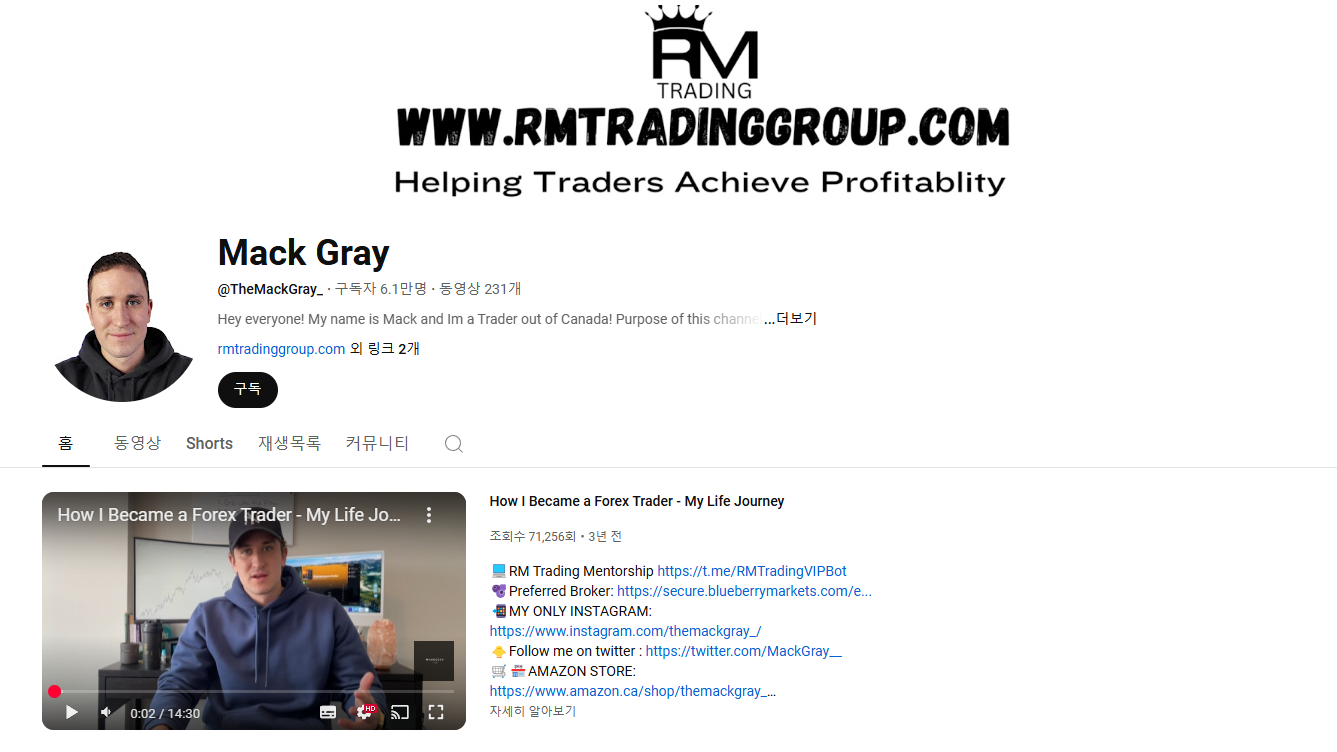 RM
TRADING
WWW.RMTRADINGGROUP.COM
Helping Traders Achieve Profitablity
Mack Gray
@TheMackGray_ · 구독자 6.1만명 · 동영상 231개
Hey everyone! My name is Mack and Im a Trader out of Canada! Purpose of this channe ...더보기
rmtradinggroup.com 외 링크 2개
구독
홈 동영상 Shorts 재생목록 커뮤니티
How I Became a Forex Trader - My Life Jo...
0:02 / 14:30
HD
How I Became a Forex Trader - My Life Journey
조회수 71,256회 • 3년 전
RM Trading Mentorship https://t.me/RMTradingVIPBot
Preferred Broker: https://secure.blueberrymarkets.com/e...
MY ONLY INSTAGRAM:
https://www.instagram.com/themackgray_/
Follow me on twitter : https://twitter.com/MackGray__
AMAZON STORE:
https://www.amazon.ca/shop/themackgray_...
자세히 알아보기